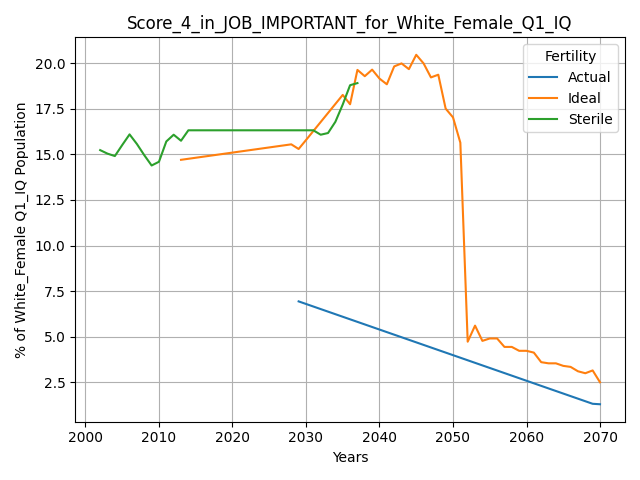 Score_4_in_JOB_IMPORTANT_for_White_Female_Q1_IQ
Fertility
Actual
Ideal
Sterile
% of White_Female Q1_IQ Population
20.0
17.5
15.0
12.5
10.0
7.5
5.0
2.5
2000 2010 2020 2030 2040 2050 2060 2070
Years